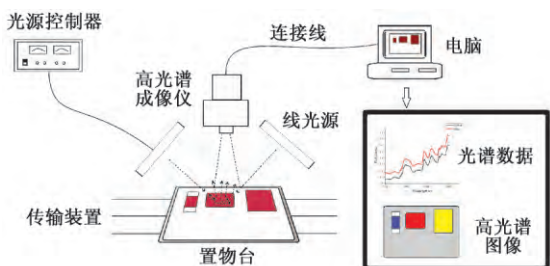 光源控制器
连接线
电脑
高光谱
成像仪
线光源
光谱数据
传输装置
置物台
高光谱
图像